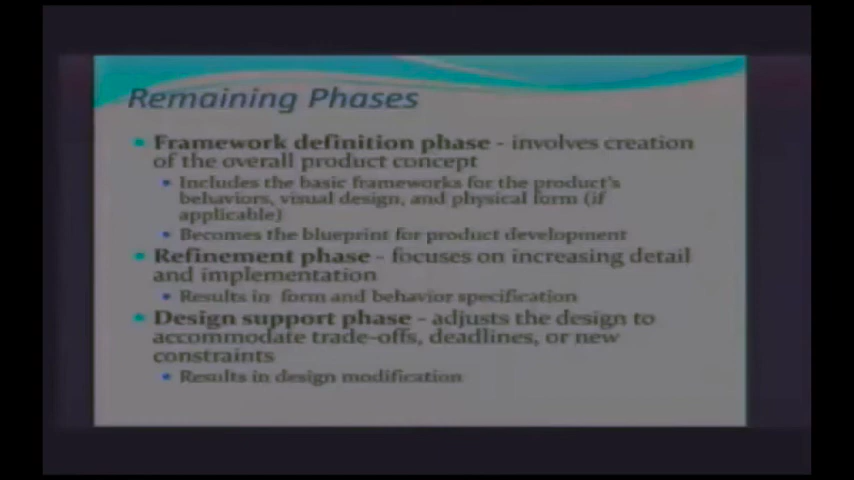 Remaining Phases
Framework definition phase - involves creation
of the overall product concept
Includes the basic frameworks for the product's
behaviors, visual design, and physical form (if
applicable)
Becomes the blueprint for product development
Refinement phase - focuses on increasing detail
and implementation
Results in form and behavior specification
Design support phase - adjusts the design to
accommodate trade-offs, deadlines, or new
constraints
Results in design modification